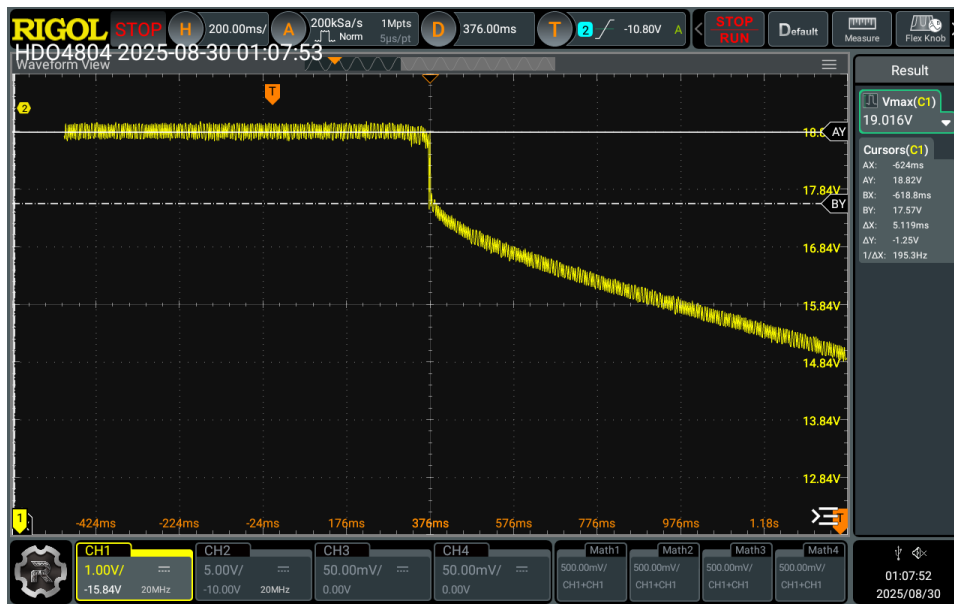 RIGOL STOP H 200.00ms/ A 200kSa/s Norm 1Mpts 5μs/pt D 376.00ms T 2 -10.80V A STOP RUN Default Measure Flex Knob
HDO4804 2025-08-30 01:07:53
Waveform View
Result
T
2
Vmax(C1)
19.016V
AY
Cursors(C1)
AX: -624ms
AY: 18.82V
BX: -618.8ms
BY: 17.57V
ΔX: 5.119ms
ΔY: -1.25V
1/ΔX: 195.3Hz
17.84V
BY
16.84V
15.84V
14.84V
13.84V
12.84V
1
-424ms -224ms -24ms 176ms 376ms 576ms 776ms 976ms 1.18s
T
CH1 CH2 CH3 CH4 Math1 Math2 Math3 Math4
1.00V/ 5.00V/ 50.00mV/ 50.00mV/ 500.00mV/ 500.00mV/ 500.00mV/ 500.00mV/
-15.84V 20MHz -10.00V 20MHz 0.00V 0.00V CH1+CH1 CH1+CH1 CH1+CH1 CH1+CH1
01:07:52
2025/08/30